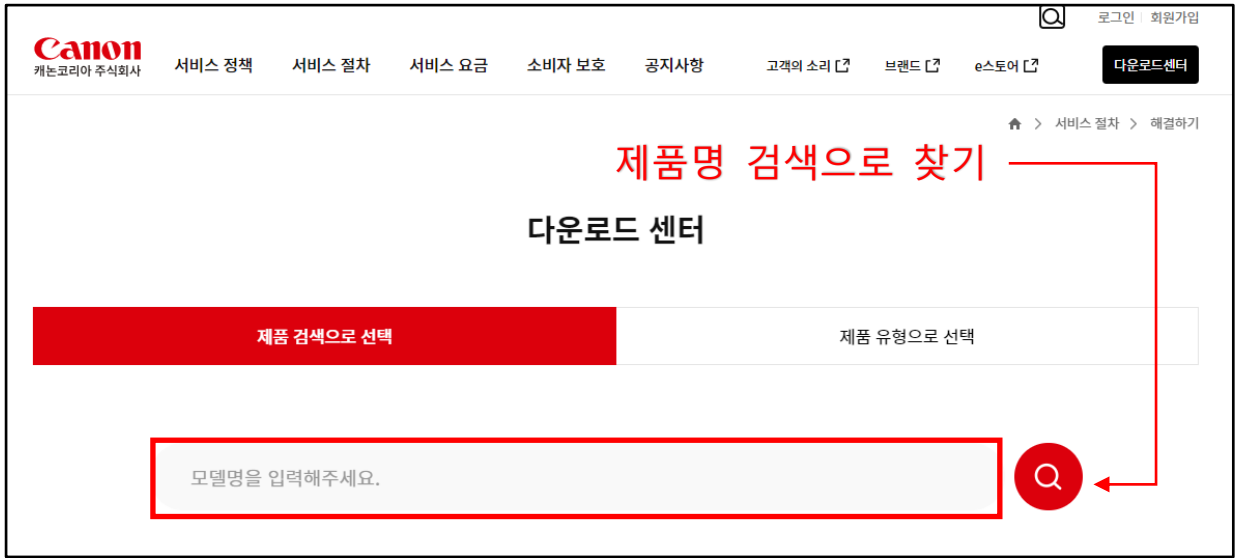 로그인 회원가입
Canon
캐논코리아 주식회사
서비스 정책 서비스 절차 서비스 요금 소비자 보호 공지사항 고객의 소리 브랜드 e스토어 다운로드센터
> 서비스 절차 > 해결하기
제품명 검색으로 찾기
다운로드 센터
제품 검색으로 선택 제품 유형으로 선택
모델명을 입력해주세요.